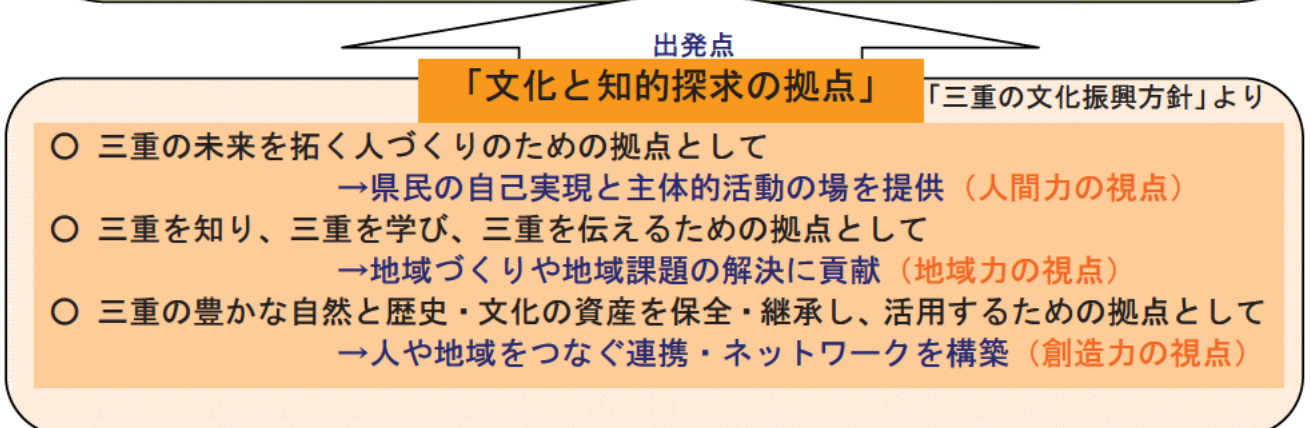 出発点
「文化と知的探求の拠点」
「三重の文化振興方針」より
〇 三重の未来を拓く人づくりのための拠点として
→県民の自己実現と主体的活動の場を提供(人間力の視点)
〇 三重を知り、三重を学び、三重を伝えるための拠点として
→地域づくりや地域課題の解決に貢献(地域力の視点)
〇 三重の豊かな自然と歴史・文化の資産を保全・継承し、活用するための拠点として
→人や地域をつなぐ連携・ネットワークを構築(創造力の視点)